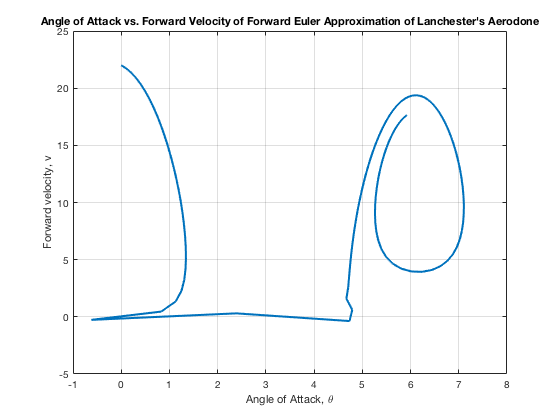 Angle of Attack vs. Forward Velocity of Forward Euler Approximation of Lanchester's Aerodone
25
20
15
10
5
0
-5
Forward velocity, v
-1 0 1 2 3 4 5 6 7 8
Angle of Attack, θ